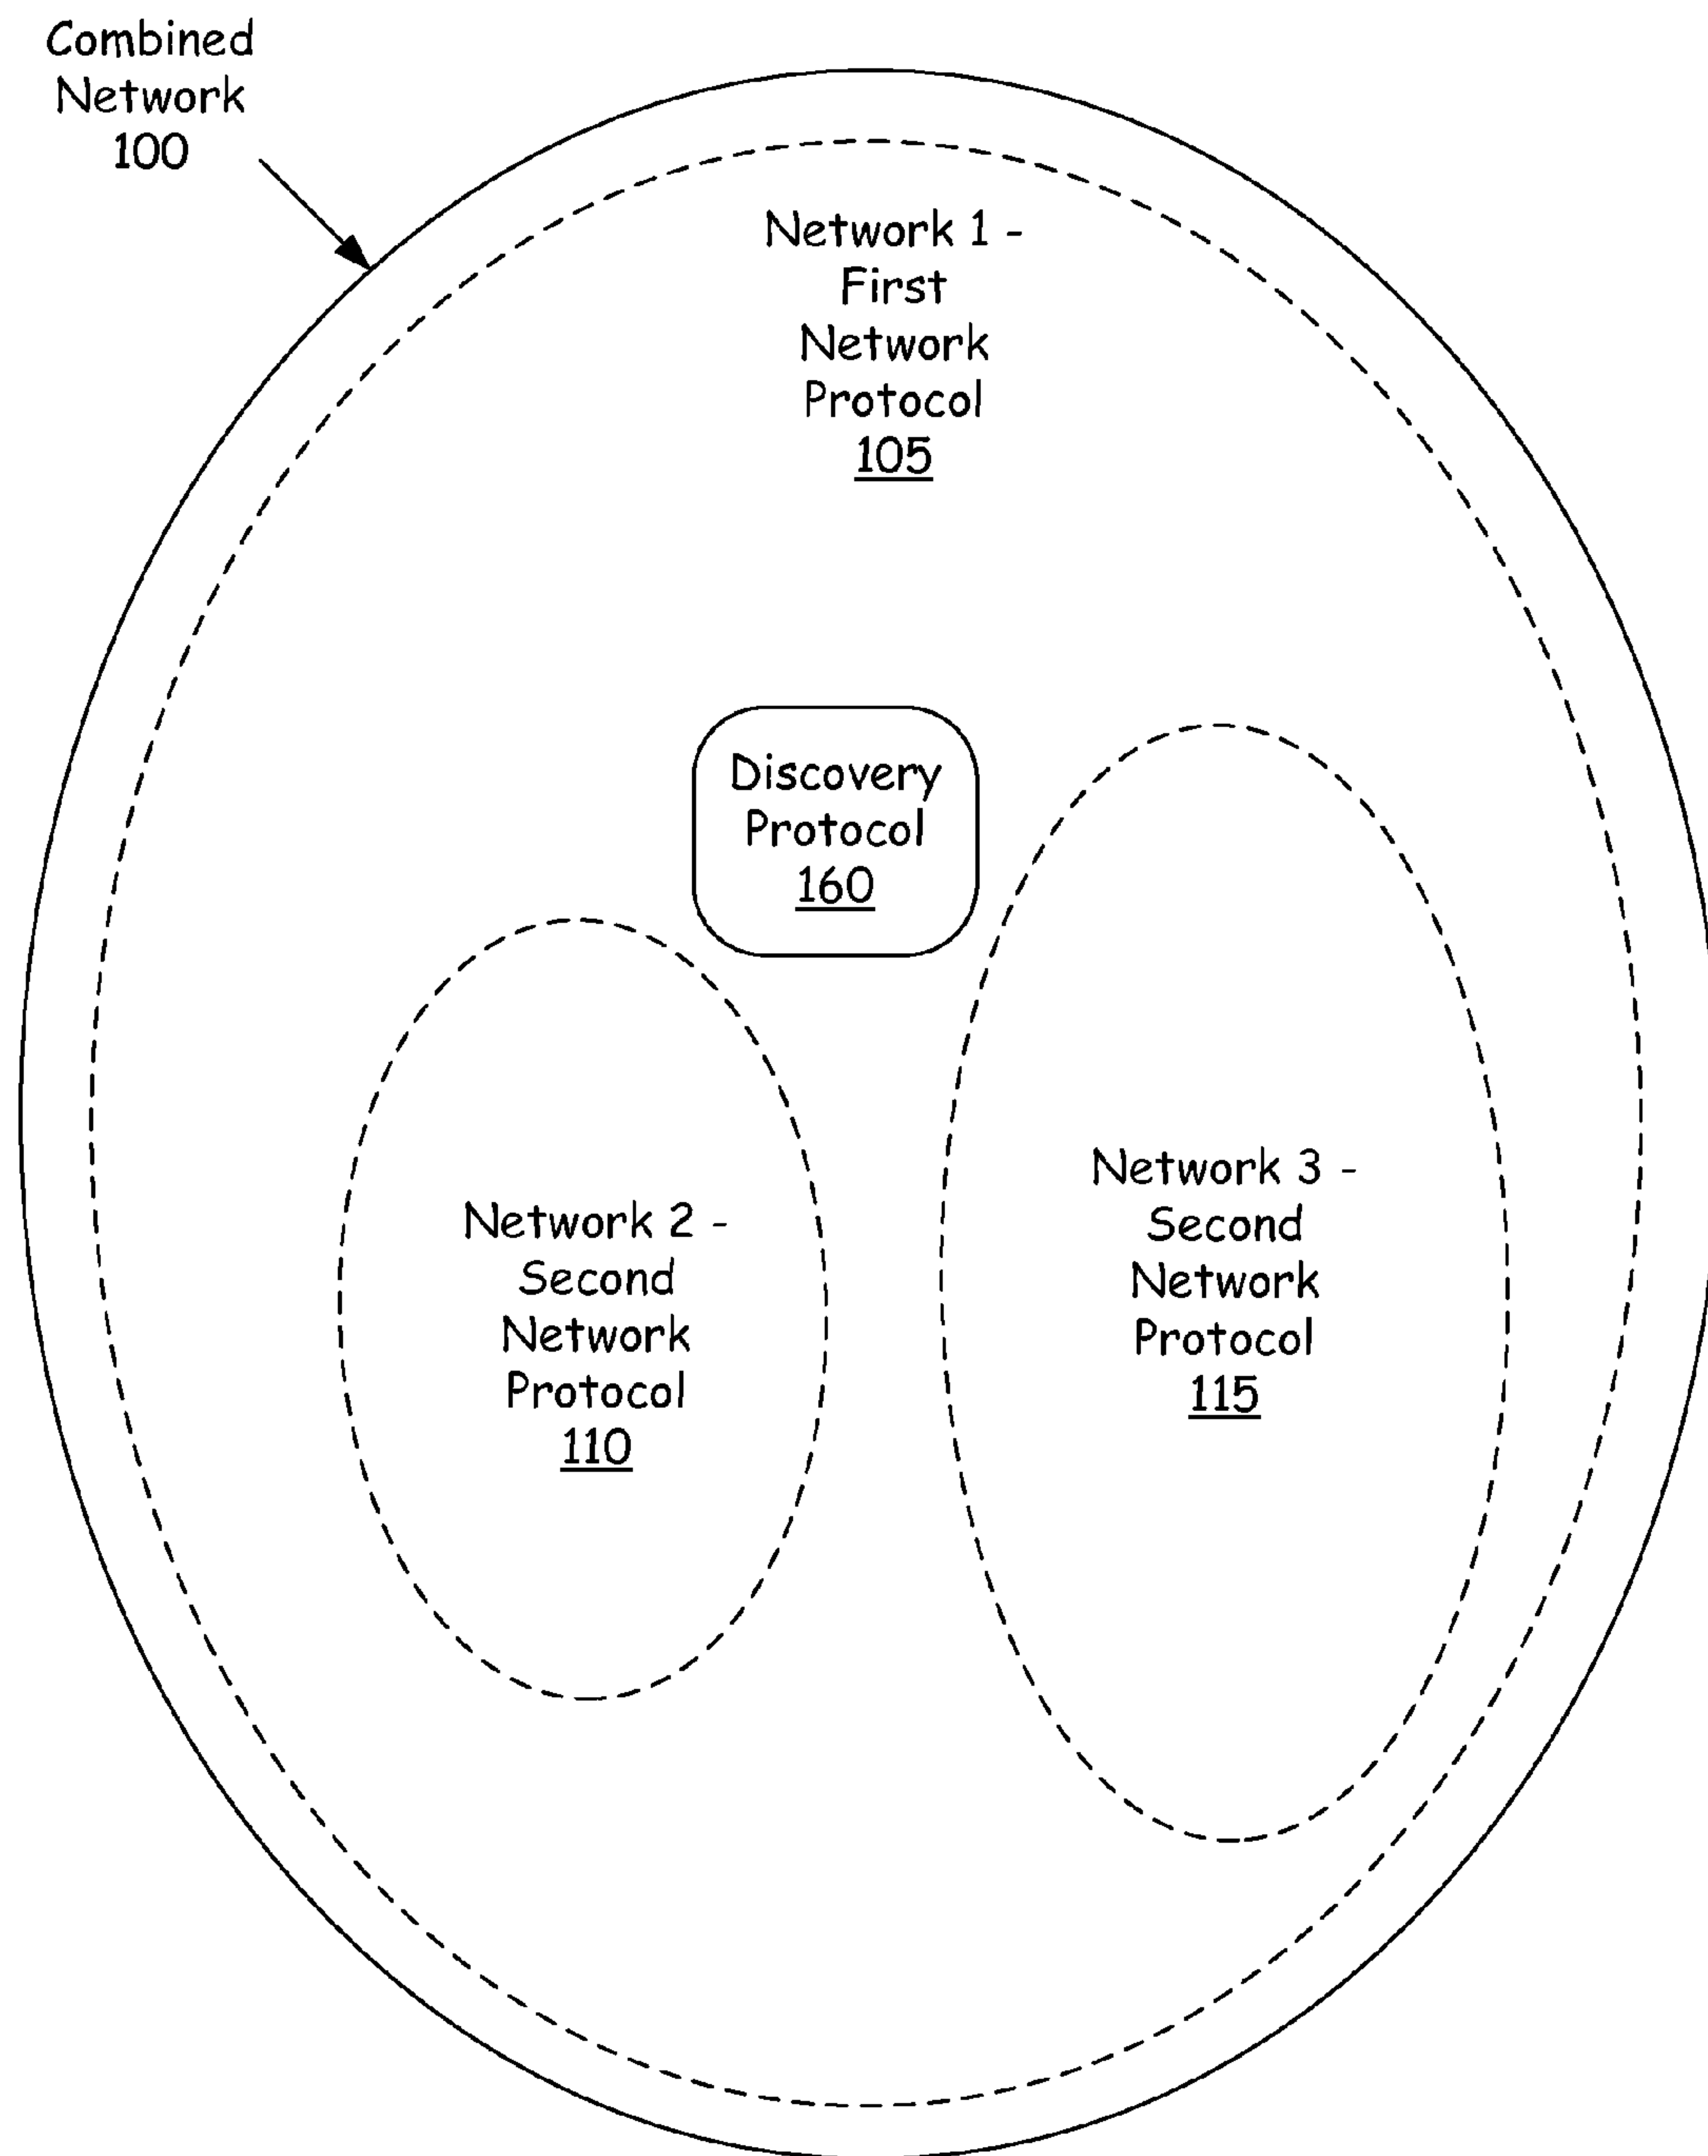 Combined
Network
100
Network 1 -
First
Network
Protocol
105
Discovery
Protocol
160
Network 2 -
Second
Network
Protocol
110
Network 3 -
Second
Network
Protocol
115